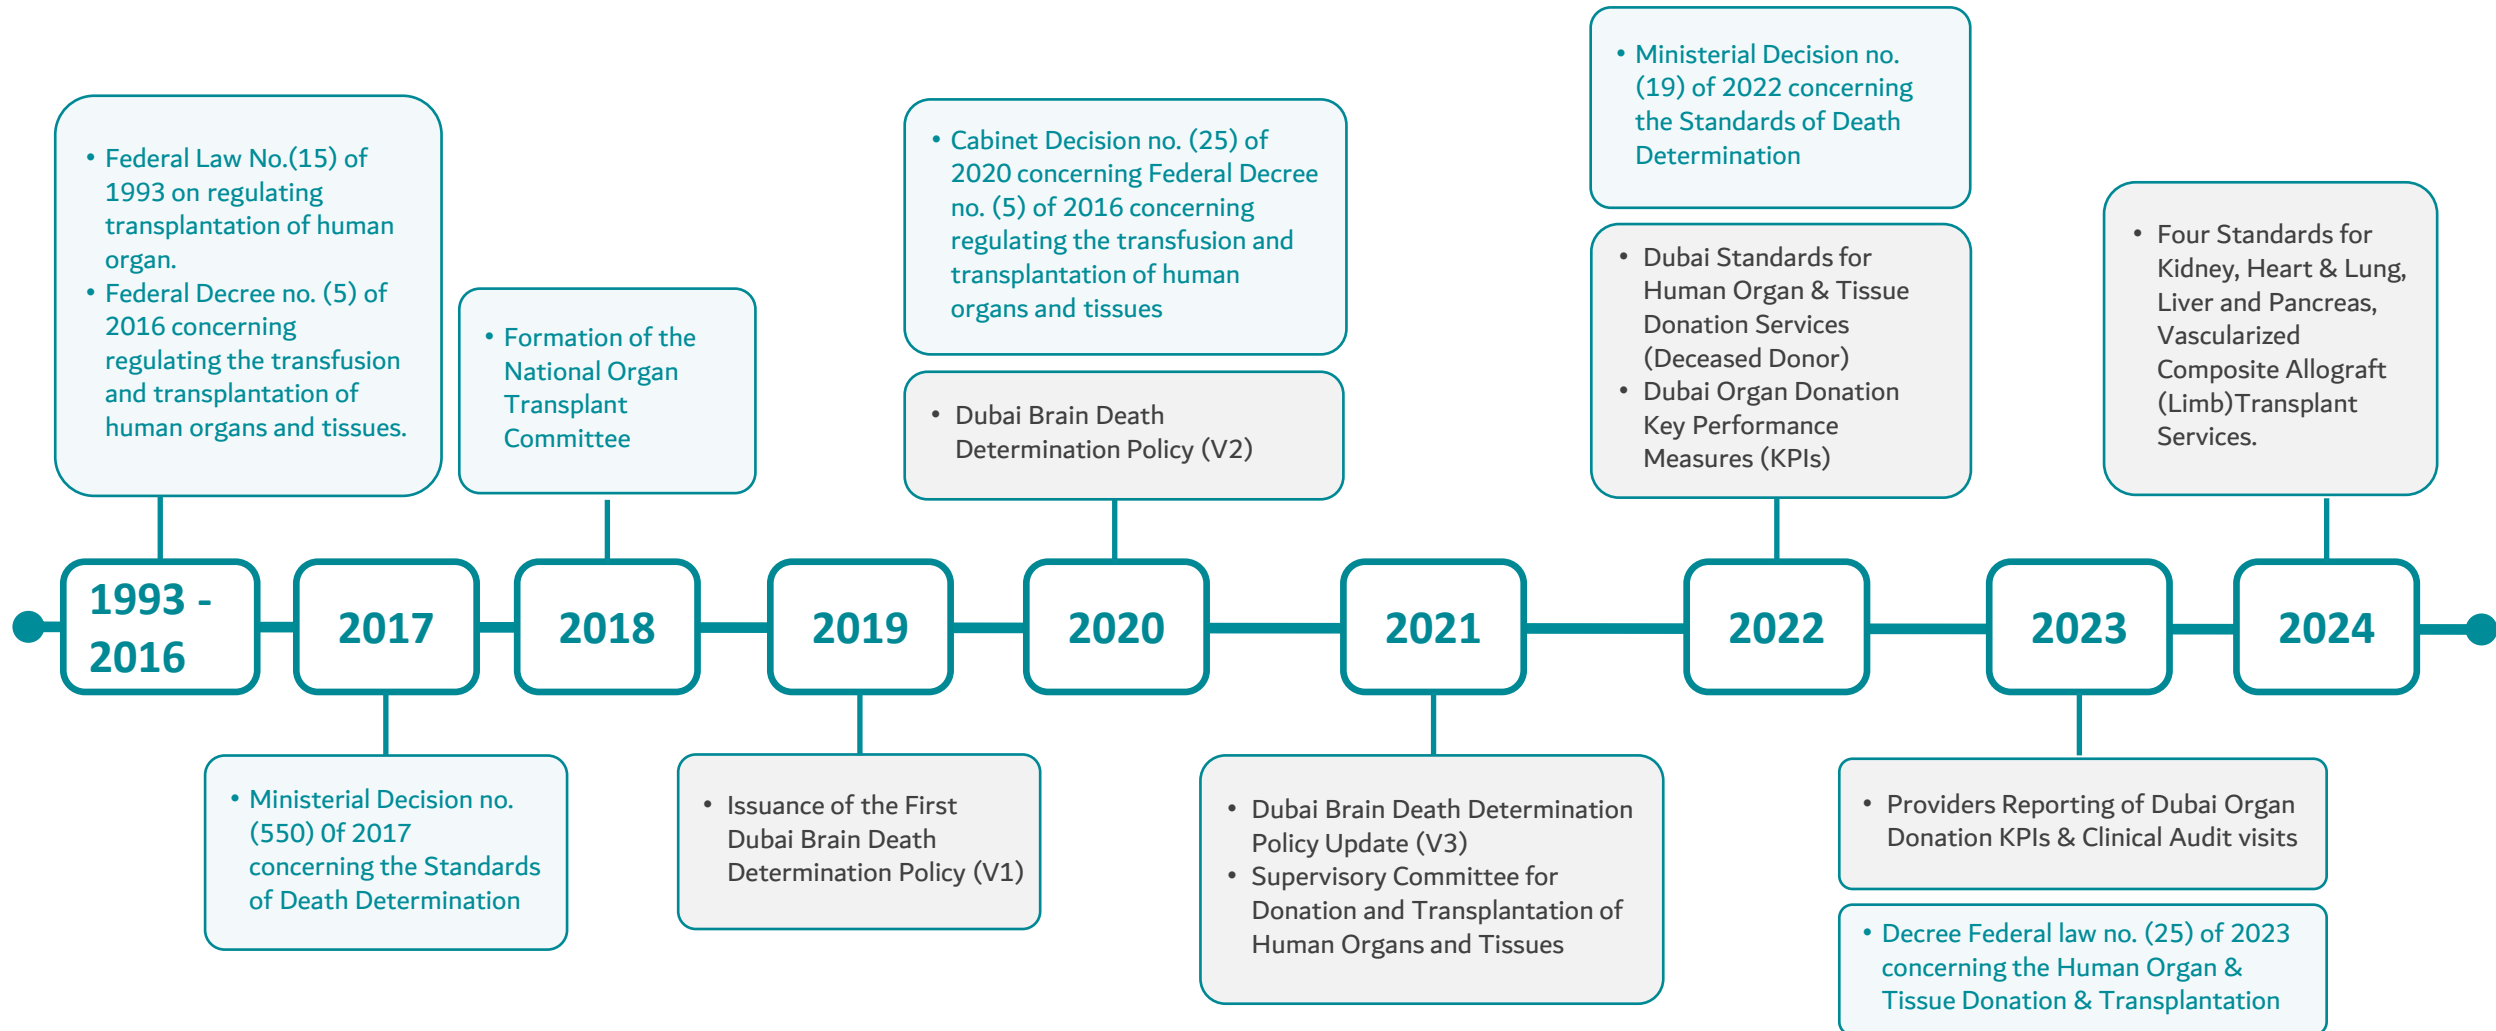 • Federal Law No.(15) of
1993 on regulating
transplantation of human
organ.
• Federal Decree no. (5) of
2016 concerning
regulating the transfusion
and transplantation of
human organs and tissues.
• Formation of the
National Organ
Transplant
Committee
• Cabinet Decision no. (25) of
2020 concerning Federal Decree
no. (5) of 2016 concerning
regulating the transfusion and
transplantation of human
organs and tissues
• Dubai Brain Death
Determination Policy (V2)
• Ministerial Decision no.
(19) of 2022 concerning
the Standards of Death
Determination
• Dubai Standards for
Human Organ & Tissue
Donation Services
(Deceased Donor)
• Dubai Organ Donation
Key Performance
Measures (KPIs)
• Four Standards for
Kidney, Heart & Lung,
Liver and Pancreas,
Vascularized
Composite Allograft
(Limb)Transplant
Services.
1993 -
2016
2017
2018
2019
2020
2021
2022
2023
2024
• Ministerial Decision no.
(550) 0f 2017
concerning the Standards
of Death Determination
• Issuance of the First
Dubai Brain Death
Determination Policy (V1)
• Dubai Brain Death Determination
Policy Update (V3)
• Supervisory Committee for
Donation and Transplantation of
Human Organs and Tissues
• Providers Reporting of Dubai Organ
Donation KPIs & Clinical Audit visits
• Decree Federal law no. (25) of 2023
concerning the Human Organ &
Tissue Donation & Transplantation